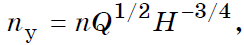 n_y = nQ^{1/2}H^{-3/4},